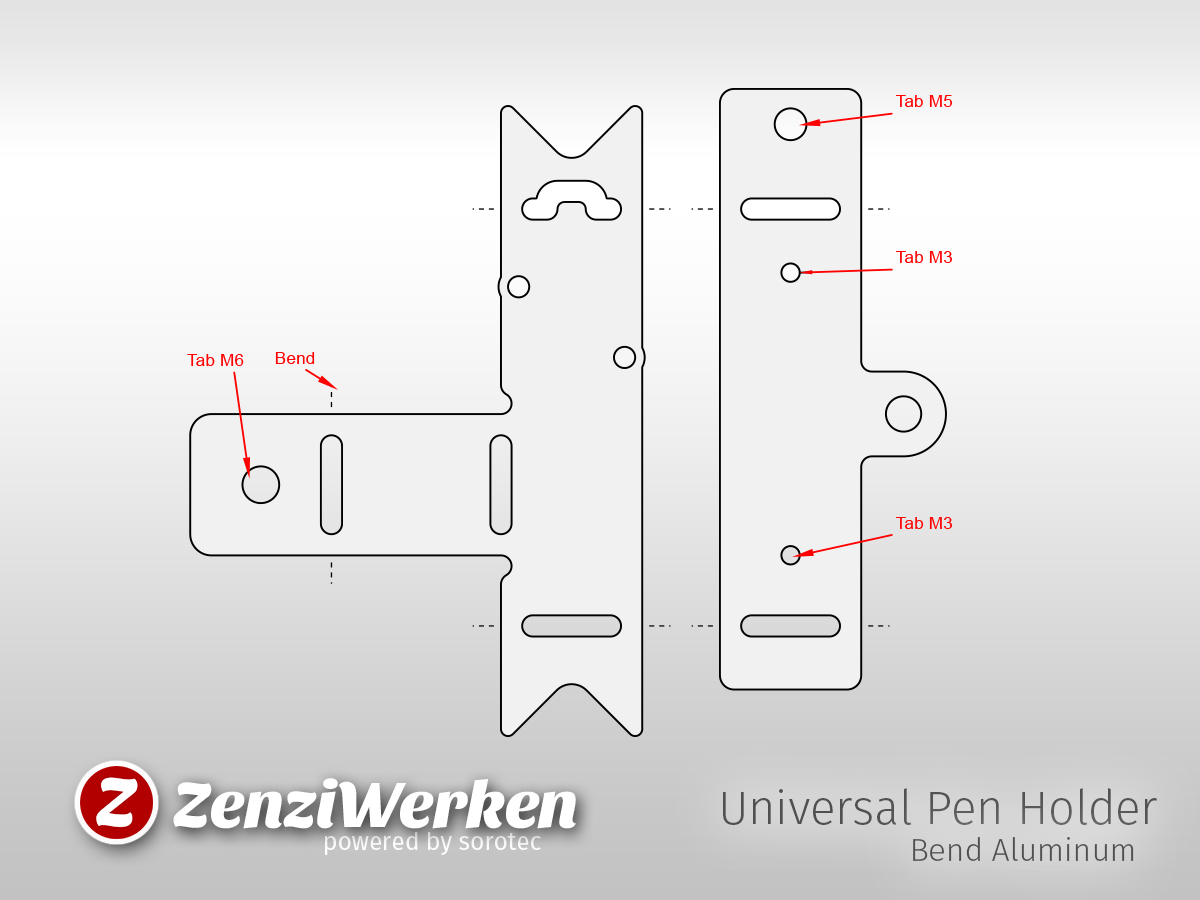 Tab M5
Tab M3
Tab M6
Bend
Tab M3
Z
ZenziWerken
powered by sorotec
Universal Pen Holder
Bend Aluminum